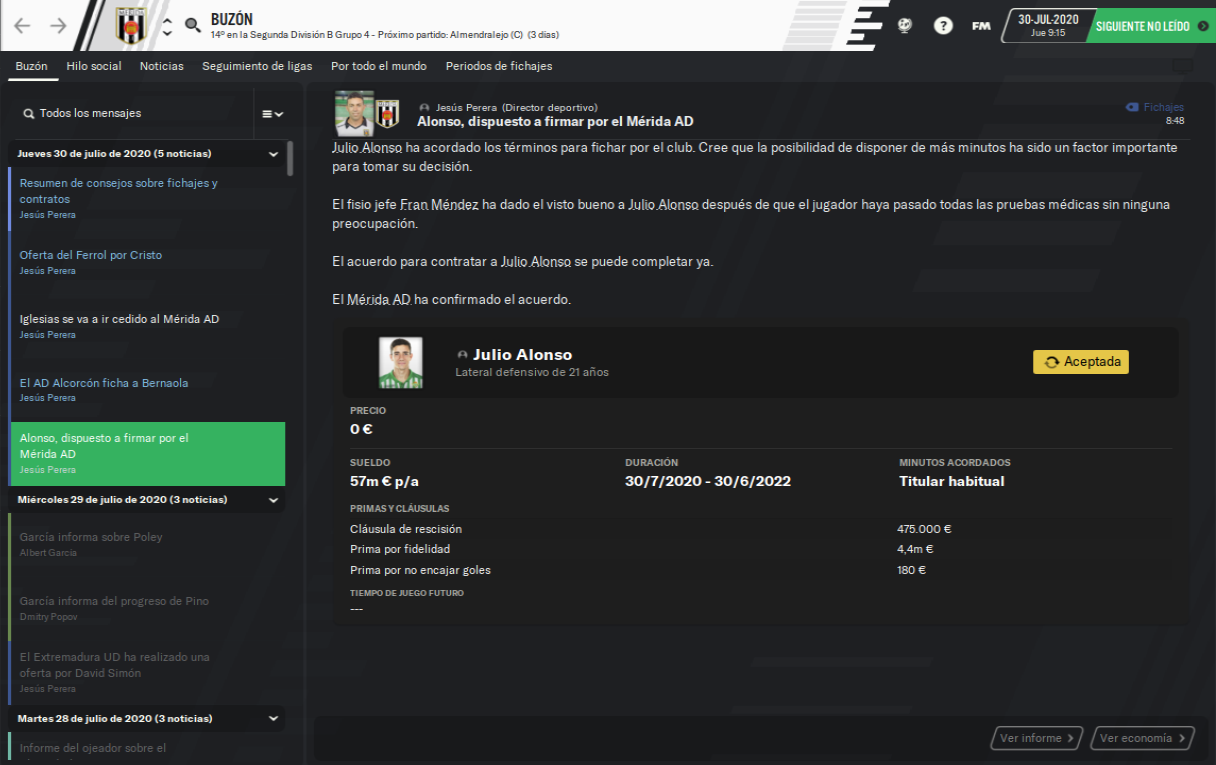 BUZÓN
14º en la Segunda División B Grupo 4 - Próximo partido: Almendralejo (C) (3 días)
?
FM
30-JUL-2020
Jue 9:15
SIGUIENTE NO LEÍDO
Buzón Hilo social Noticias Seguimiento de ligas Por todo el mundo Periodos de fichajes
Todos los mensajes
Jueves 30 de julio de 2020 (5 noticias)
Resumen de consejos sobre fichajes y
contratos
Jesús Perera
Oferta del Ferrol por Cristo
Jesús Perera
Iglesias se va a ir cedido al Mérida AD
Jesús Perera
El AD Alcorcón ficha a Bernaola
Jesús Perera
Alonso, dispuesto a firmar por el
Mérida AD
Jesús Perera
Miércoles 29 de julio de 2020 (3 noticias)
García informa sobre Poley
Albert García
García informa del progreso de Pino
Dmitry Popov
El Extremadura UD ha realizado una
oferta por David Simón
Jesús Perera
Martes 28 de julio de 2020 (3 noticias)
Informe del ojeador sobre el
Jesús Perera (Director deportivo)
Alonso, dispuesto a firmar por el Mérida AD
Fichajes
8:48
Julio Alonso ha acordado los términos para fichar por el club. Cree que la posibilidad de disponer de más minutos ha sido un factor importante
para tomar su decisión.
El fisio jefe Fran Méndez ha dado el visto bueno a Julio Alonso después de que el jugador haya pasado todas las pruebas médicas sin ninguna
preocupación.
El acuerdo para contratar a Julio Alonso se puede completar ya.
El Mérida AD ha confirmado el acuerdo.
Julio Alonso
Lateral defensivo de 21 años
Aceptada
PRECIO
0 €
SUELDO DURACIÓN MINUTOS ACORDADOS
57m € p/a 30/7/2020 - 30/6/2022 Titular habitual
PRIMAS Y CLÁUSULAS
Cláusula de rescisión 475.000 €
Prima por fidelidad 4,4m €
Prima por no encajar goles 180 €
TIEMPO DE JUEGO FUTURO
---
Ver informe Ver economía